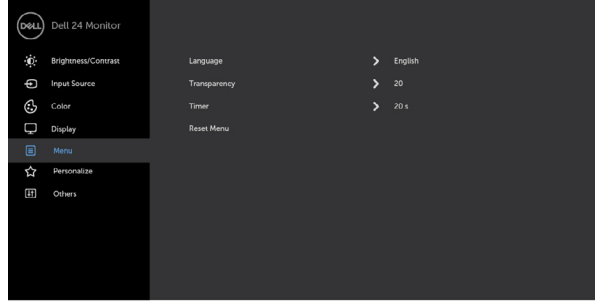 DELL Dell 24 Monitor
Brightness/Contrast
Input Source
Color
Display
Menu
Personalize
Others
Language English
Transparency 20
Timer 20 s
Reset Menu